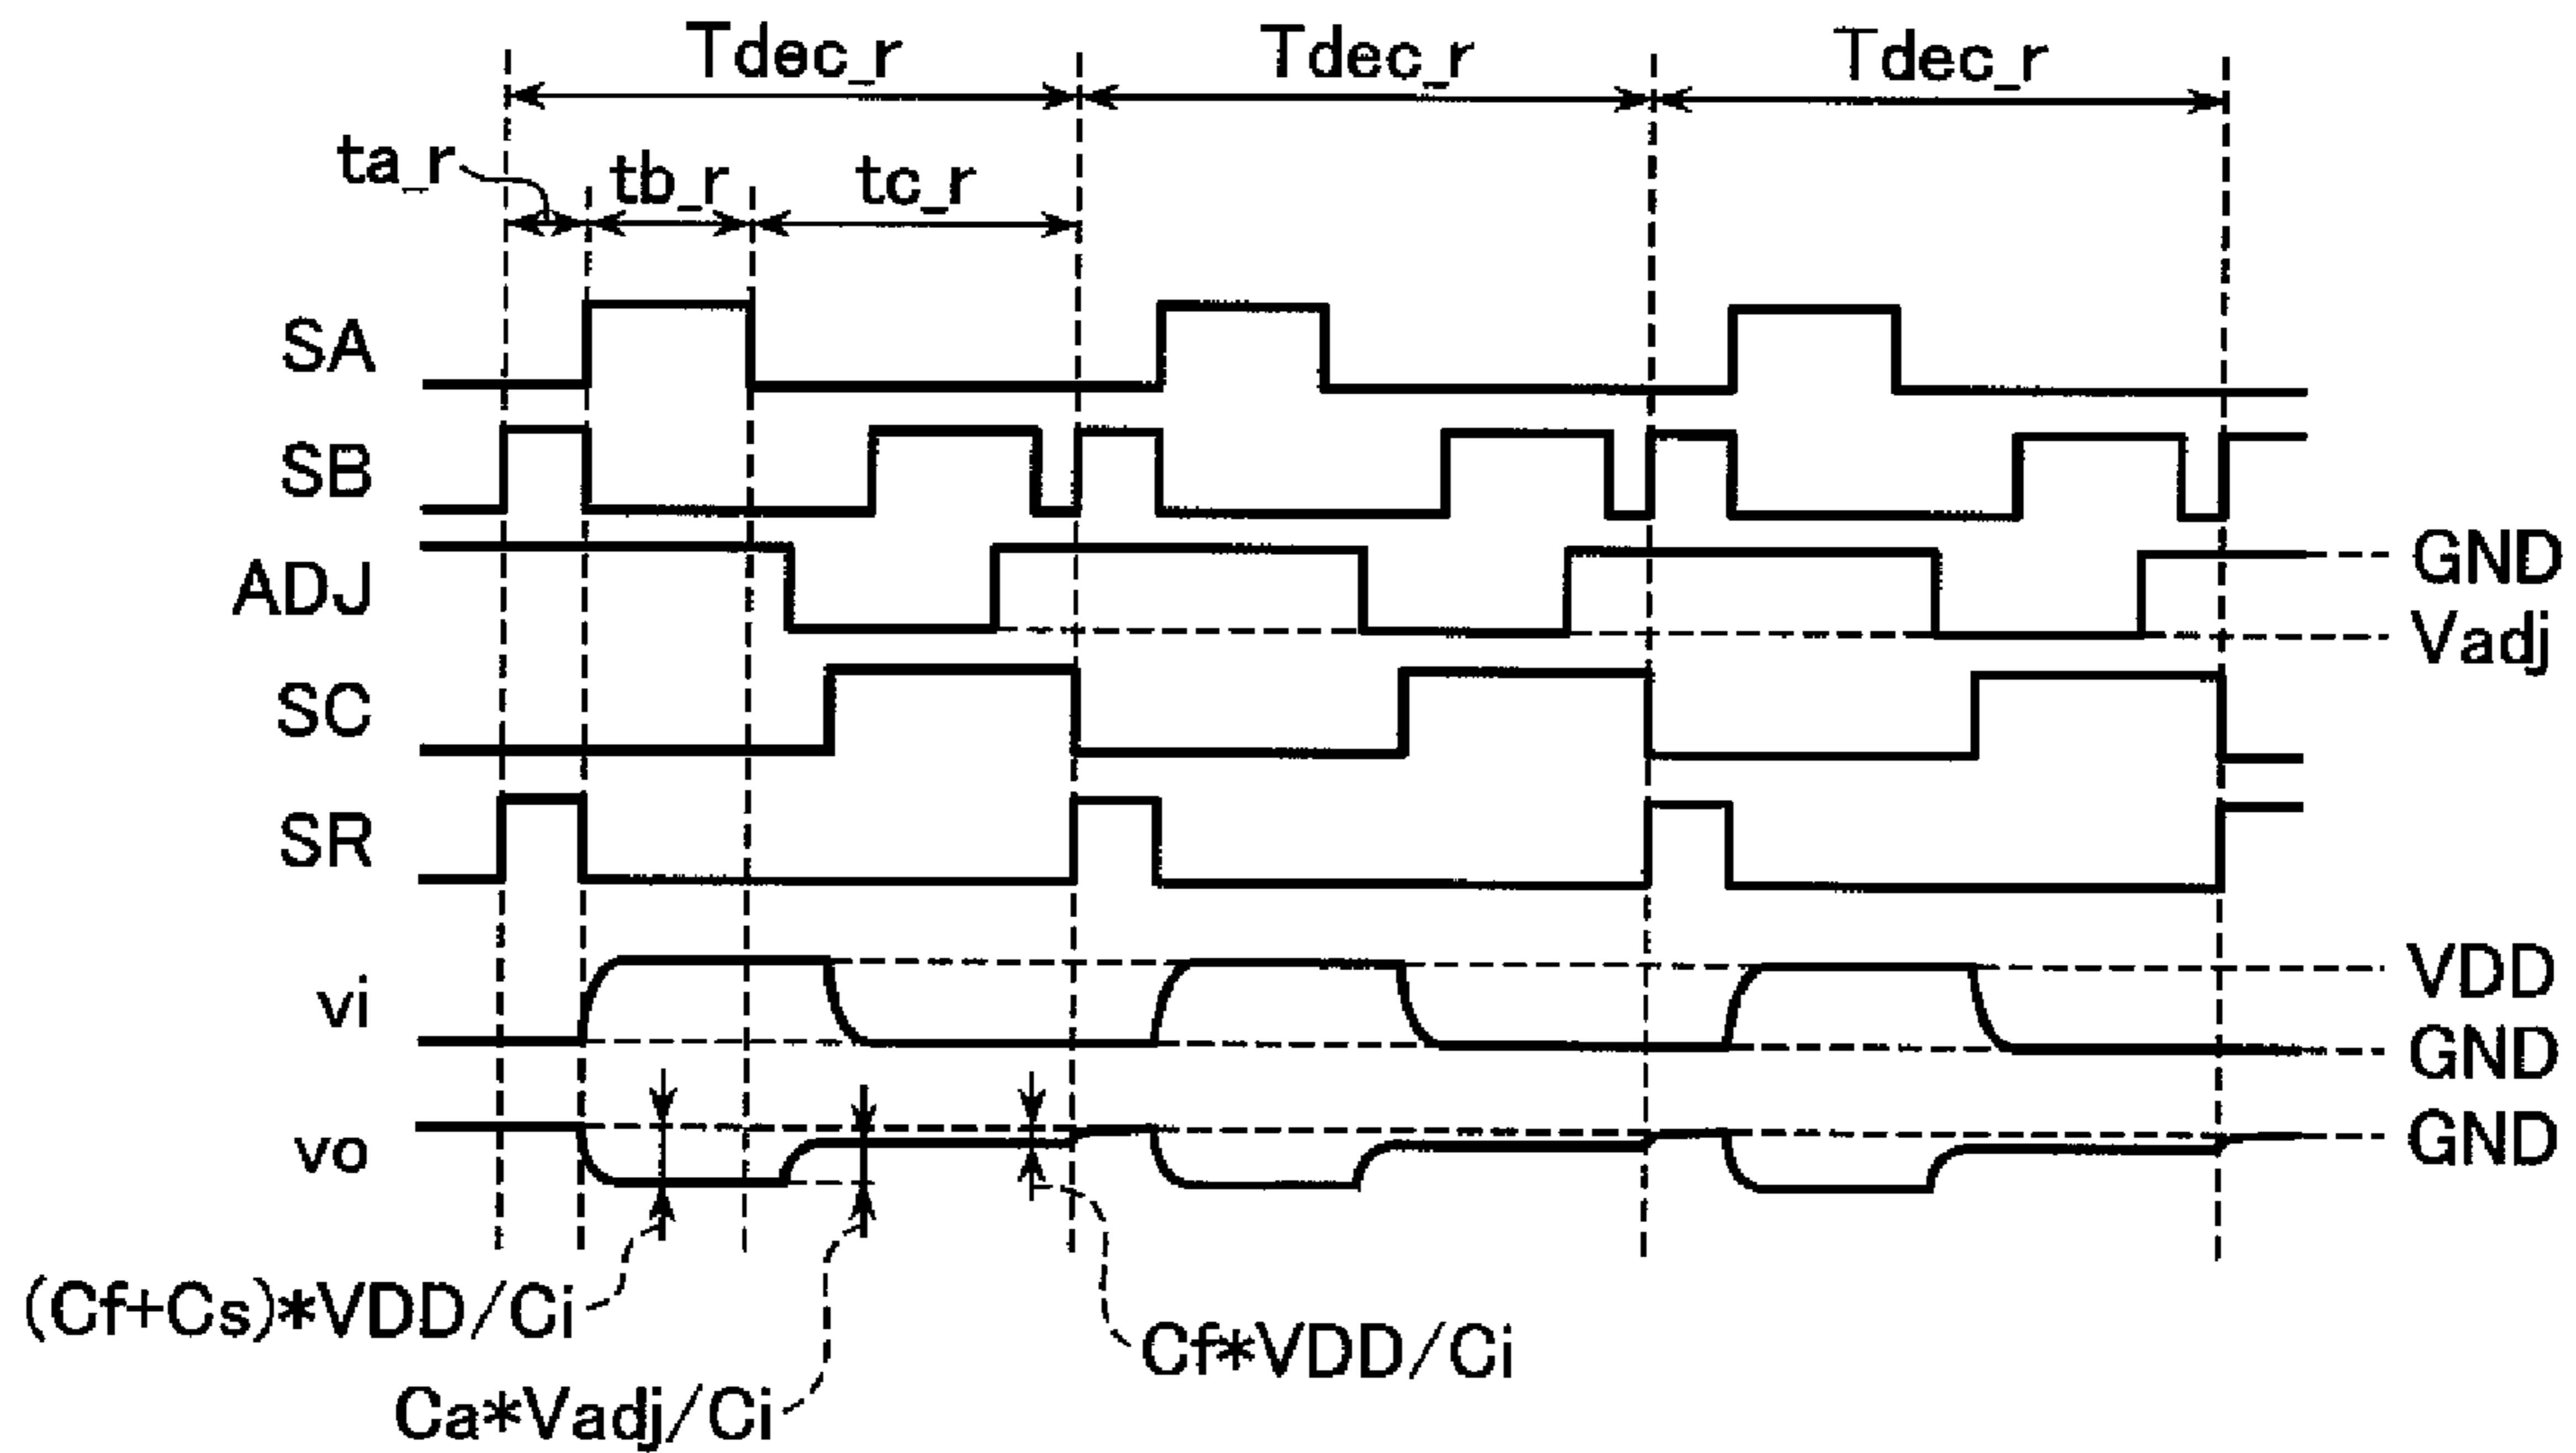 Tdec_r Tdec_r Tdec_r
ta_r tb_r tc_r
SA
SB
ADJ
GND
Vadj
SC
SR
vi
VDD
GND
vo
GND
(Cf+Cs)*VDD/Ci
Cf*VDD/Ci
Ca*Vadj/Ci